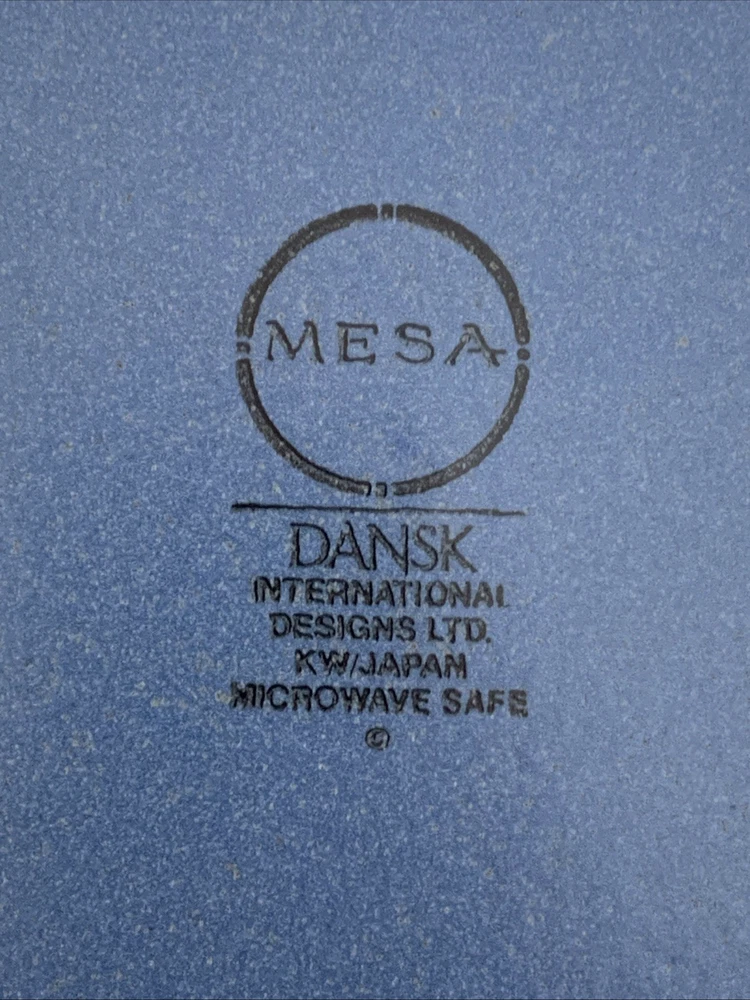 MESA
DANSK
INTERNATIONAL
DESIGNS LTD.
KW/JAPAN
MICROWAVE SAFE
©